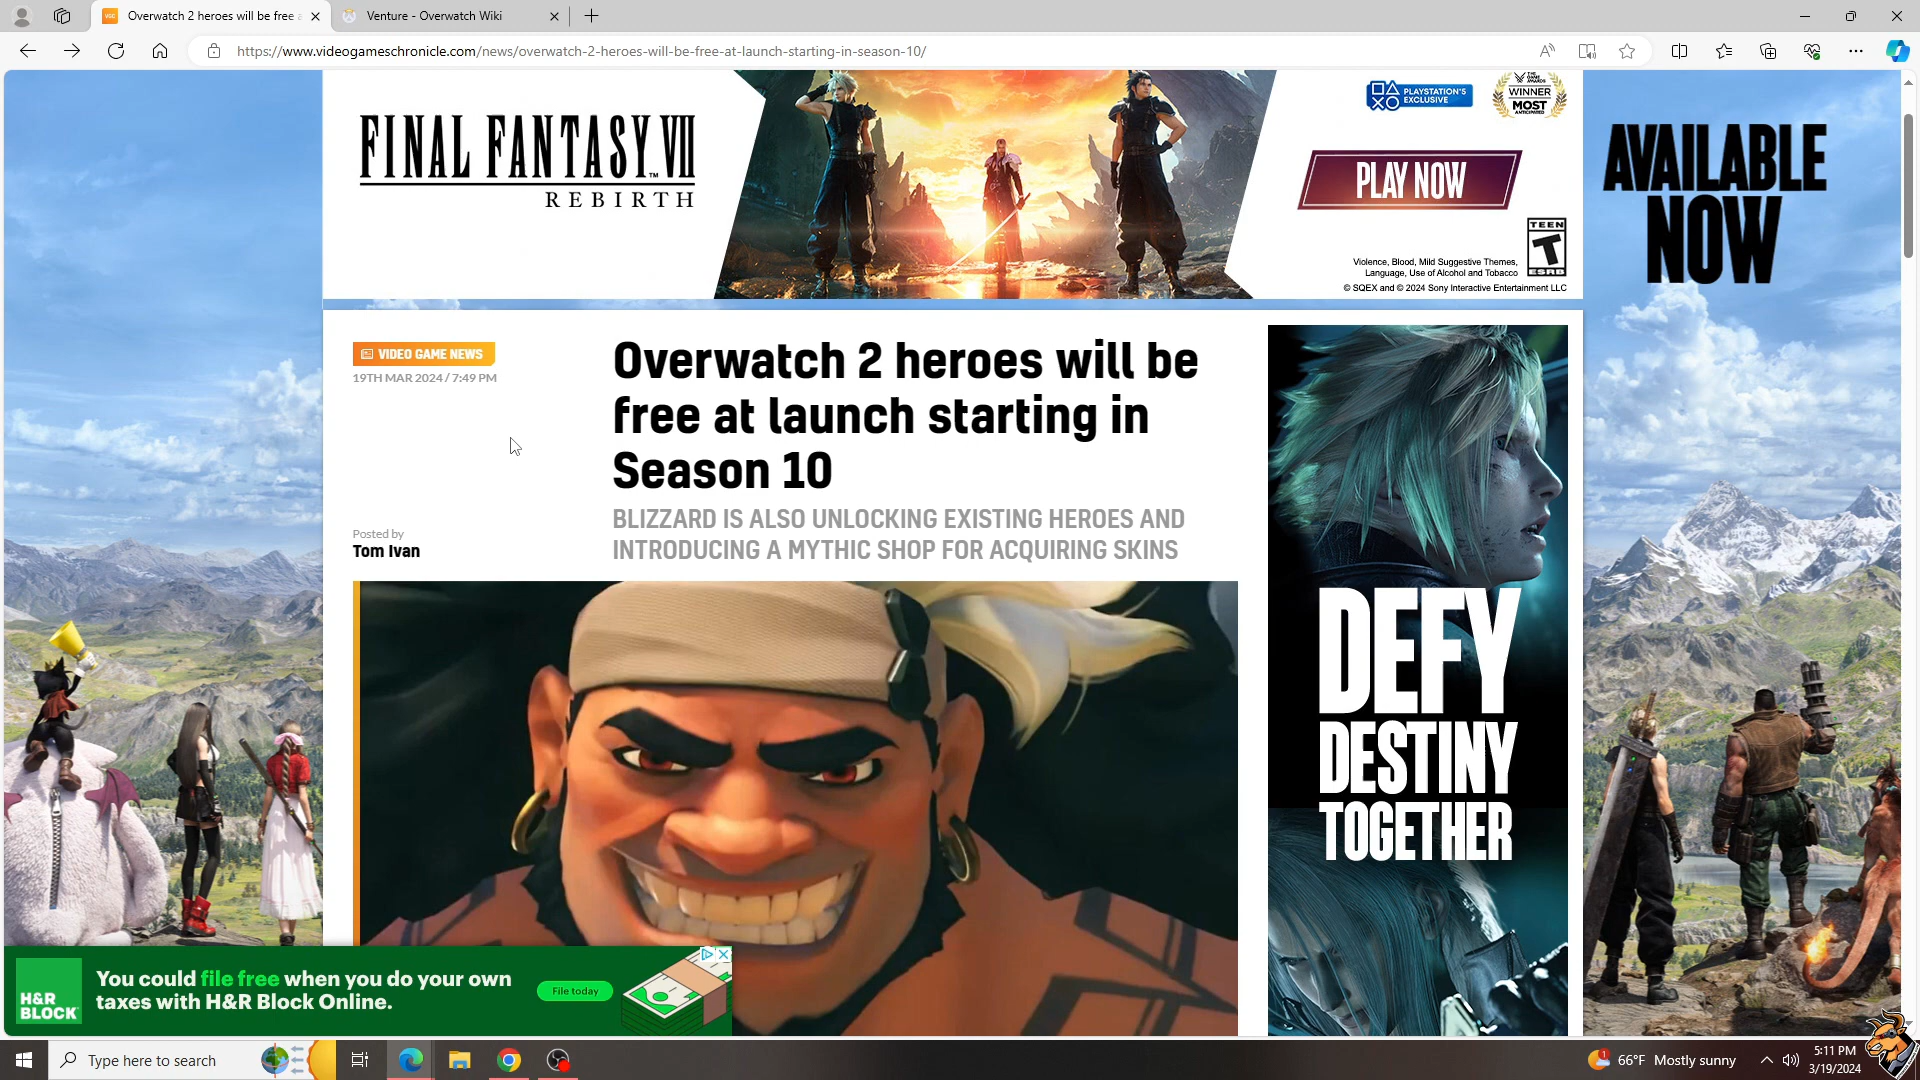 Overwatch 2 heroes will be free a
Venture - Overwatch Wiki
https://www.videogameschronicle.com/news/overwatch-2-heroes-will-be-free-at-launch-starting-in-season-10/
FINAL FANTASY VII
REBIRTH
PLAYSTATION'S
EXCLUSIVE
WINNER
MOST
ANTICIPATED
PLAY NOW
TEEN
T
ESRB
Violence, Blood, Mild Suggestive Themes,
Language, Use of Alcohol and Tobacco
© SQEX and © 2024 Sony Interactive Entertainment LLC
AVAILABLE
NOW
VIDEO GAME NEWS
19TH MAR 2024 / 7:49 PM
Overwatch 2 heroes will be
free at launch starting in
Season 10
BLIZZARD IS ALSO UNLOCKING EXISTING HEROES AND
INTRODUCING A MYTHIC SHOP FOR ACQUIRING SKINS
Posted by
Tom Ivan
DEFY
DESTINY
TOGETHER
H&R
BLOCK
You could file free when you do your own
taxes with H&R Block Online.
File today
Type here to search
1
66°F Mostly sunny
5:11 PM
3/19/2024